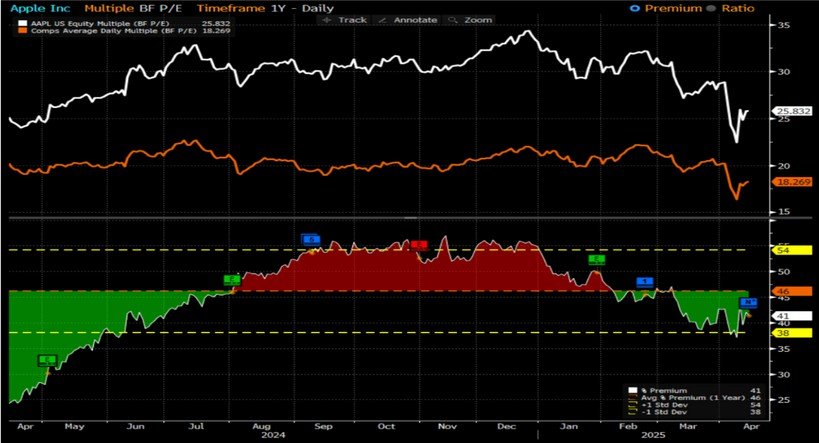 Apple Inc Multiple BF P/E Timeframe 1Y - Daily Premium Ratio
Track Annotate Zoom
AAPL US Equity Multiple (BF P/E) 25.832
Comps Average Daily Multiple (BF P/E) 18.269
35
30
25.832
25
20
18.269
15
54
50
46
45
41
40
38
35
30
25
E
E
E
E
% Premium 41
Avg % Premium (1 Year) 46
+1 Std Dev 54
-1 Std Dev 38
Apr May Jun Jul Aug Sep Oct Nov Dec Jan Feb Mar Apr
2024 2025